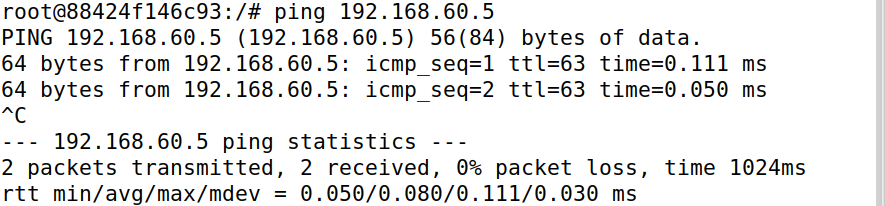 root@88424f146c93:/# ping 192.168.60.5
PING 192.168.60.5 (192.168.60.5) 56(84) bytes of data.
64 bytes from 192.168.60.5: icmp_seq=1 ttl=63 time=0.111 ms
64 bytes from 192.168.60.5: icmp_seq=2 ttl=63 time=0.050 ms
^C
--- 192.168.60.5 ping statistics ---
2 packets transmitted, 2 received, 0% packet loss, time 1024ms
rtt min/avg/max/mdev = 0.050/0.080/0.111/0.030 ms